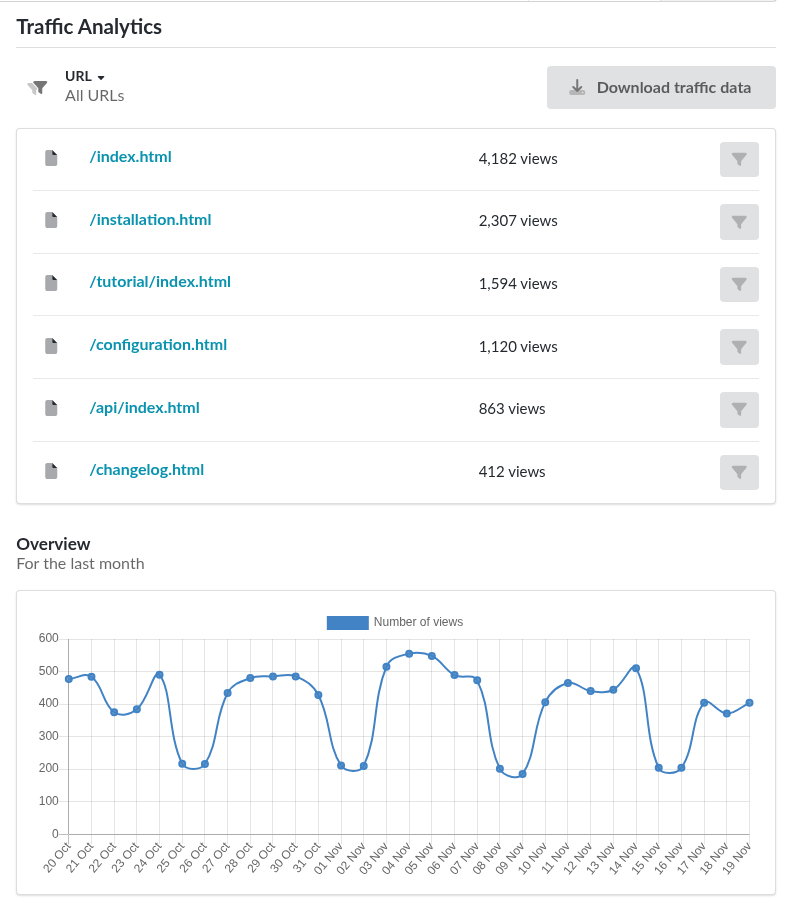 Traffic Analytics
URL
All URLs
Download traffic data
/index.html 4,182 views
/installation.html 2,307 views
/tutorial/index.html 1,594 views
/configuration.html 1,120 views
/api/index.html 863 views
/changelog.html 412 views
Overview
For the last month
Number of views
600
500
400
300
200
100
0
20 Oct 21 Oct 22 Oct 23 Oct 24 Oct 25 Oct 26 Oct 27 Oct 28 Oct 29 Oct 30 Oct 31 Oct 01 Nov 02 Nov 03 Nov 04 Nov 05 Nov 06 Nov 07 Nov 08 Nov 09 Nov 10 Nov 11 Nov 12 Nov 13 Nov 14 Nov 15 Nov 16 Nov 17 Nov 18 Nov 19 Nov